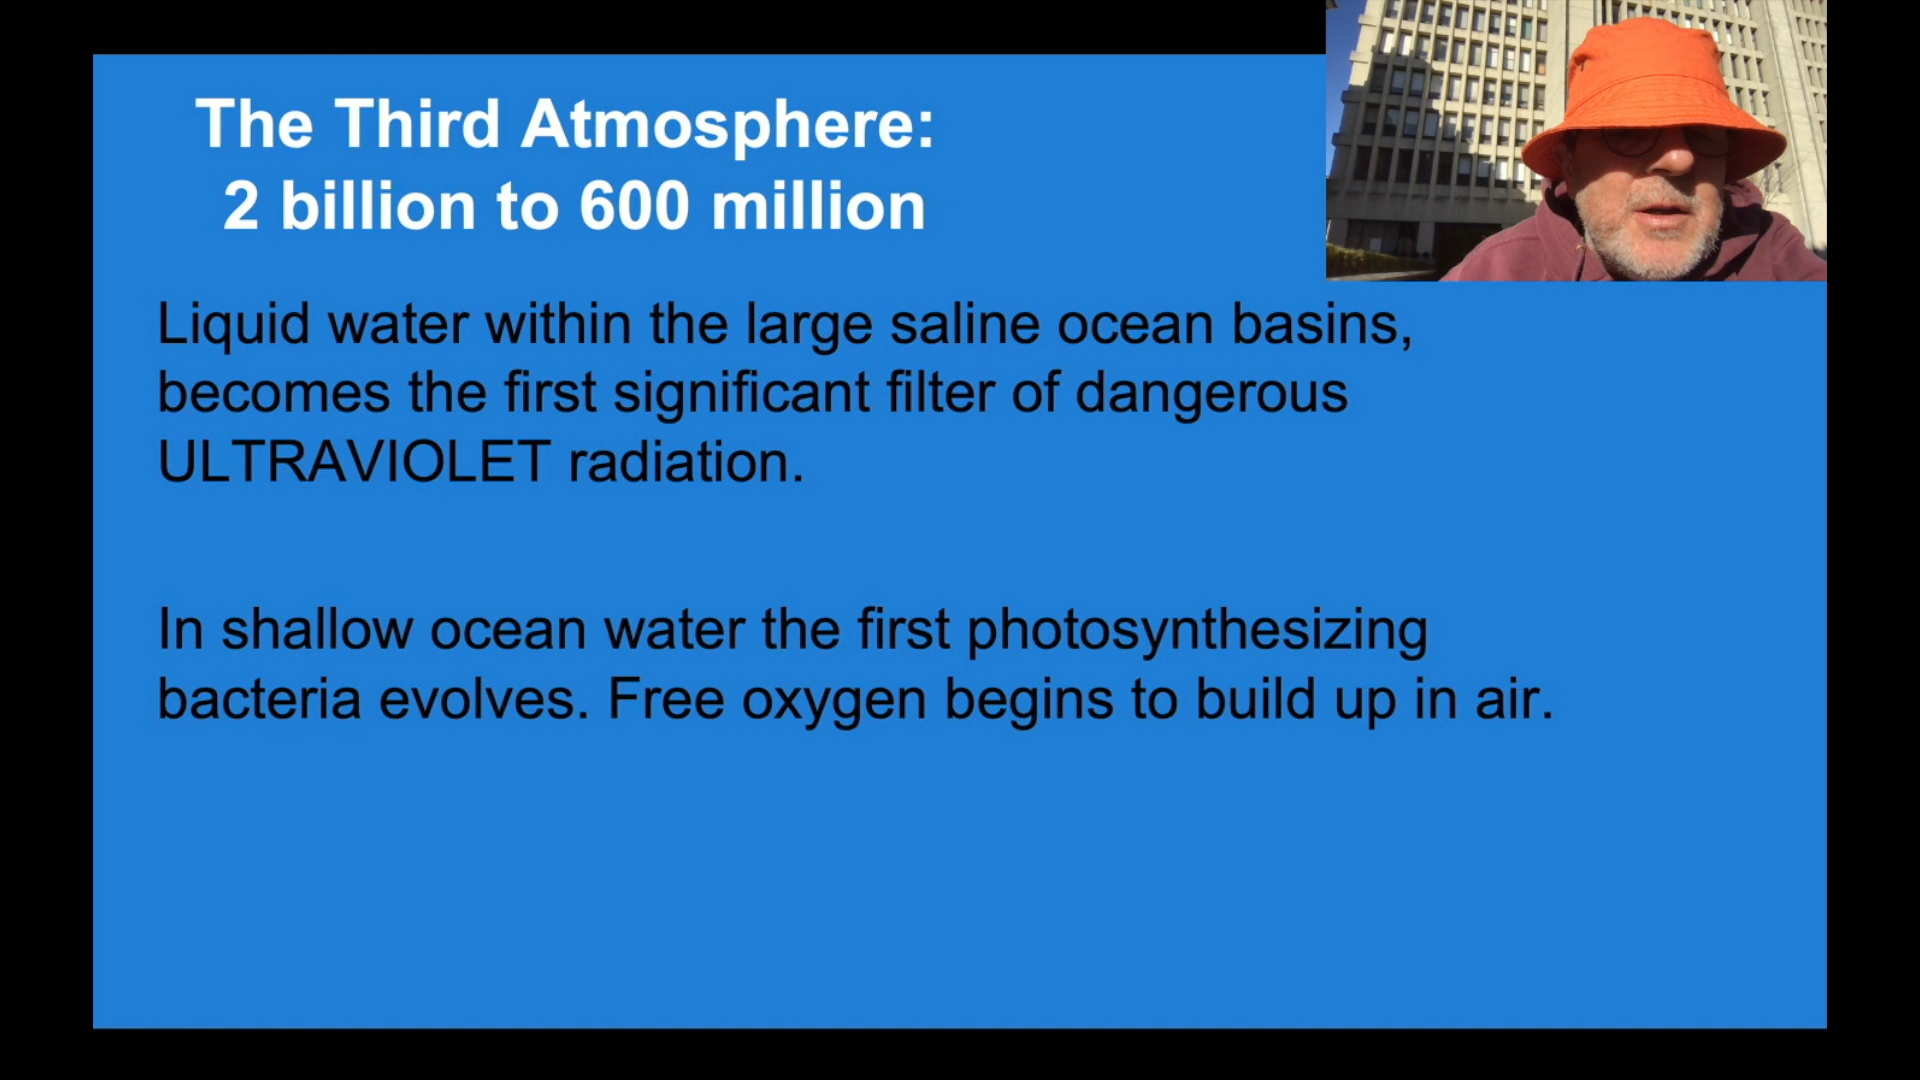 The Third Atmosphere:
2 billion to 600 million
Liquid water within the large saline ocean basins,
becomes the first significant filter of dangerous
ULTRAVIOLET radiation.
In shallow ocean water the first photosynthesizing
bacteria evolves. Free oxygen begins to build up in air.